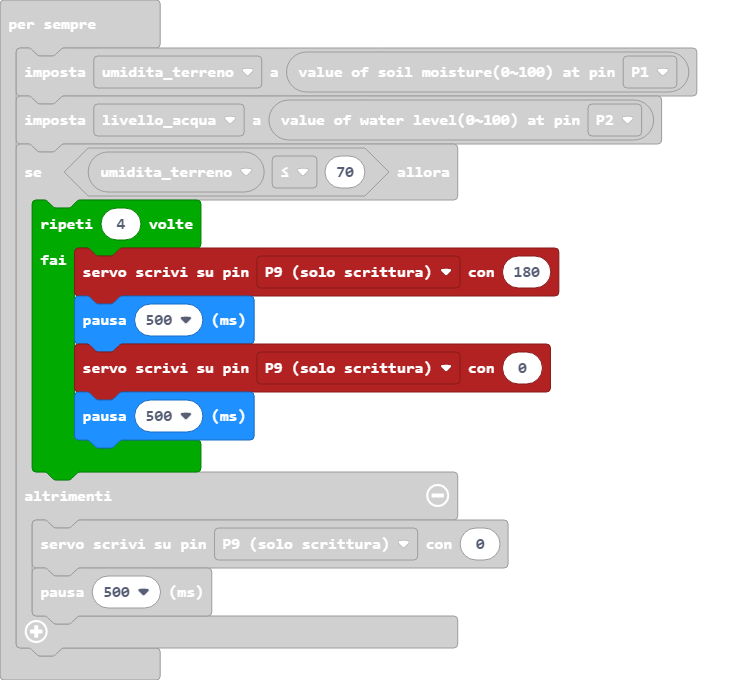 per sempre
imposta umidita_terreno a value of soil moisture(0~100) at pin P1
imposta livello_acqua a value of water level(0~100) at pin P2
se umidita_terreno ≤ 70 allora
ripeti 4 volte
fai
servo scrivi su pin P9 (solo scrittura) con 180
pausa 500 (ms)
servo scrivi su pin P9 (solo scrittura) con 0
pausa 500 (ms)
altrimenti
servo scrivi su pin P9 (solo scrittura) con 0
pausa 500 (ms)